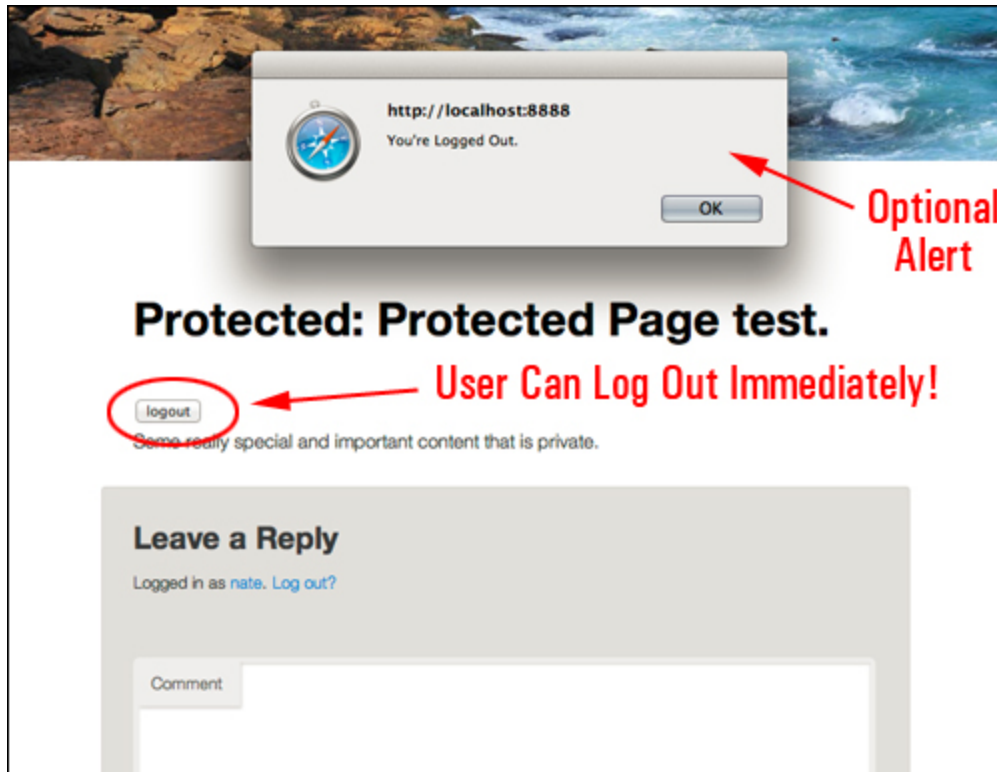 http://localhost:8888
You're Logged Out.
OK
Optional
Alert
Protected: Protected Page test.
User Can Log Out Immediately!
logout
Some really special and important content that is private.
Leave a Reply
Logged in as nate. Log out?
Comment